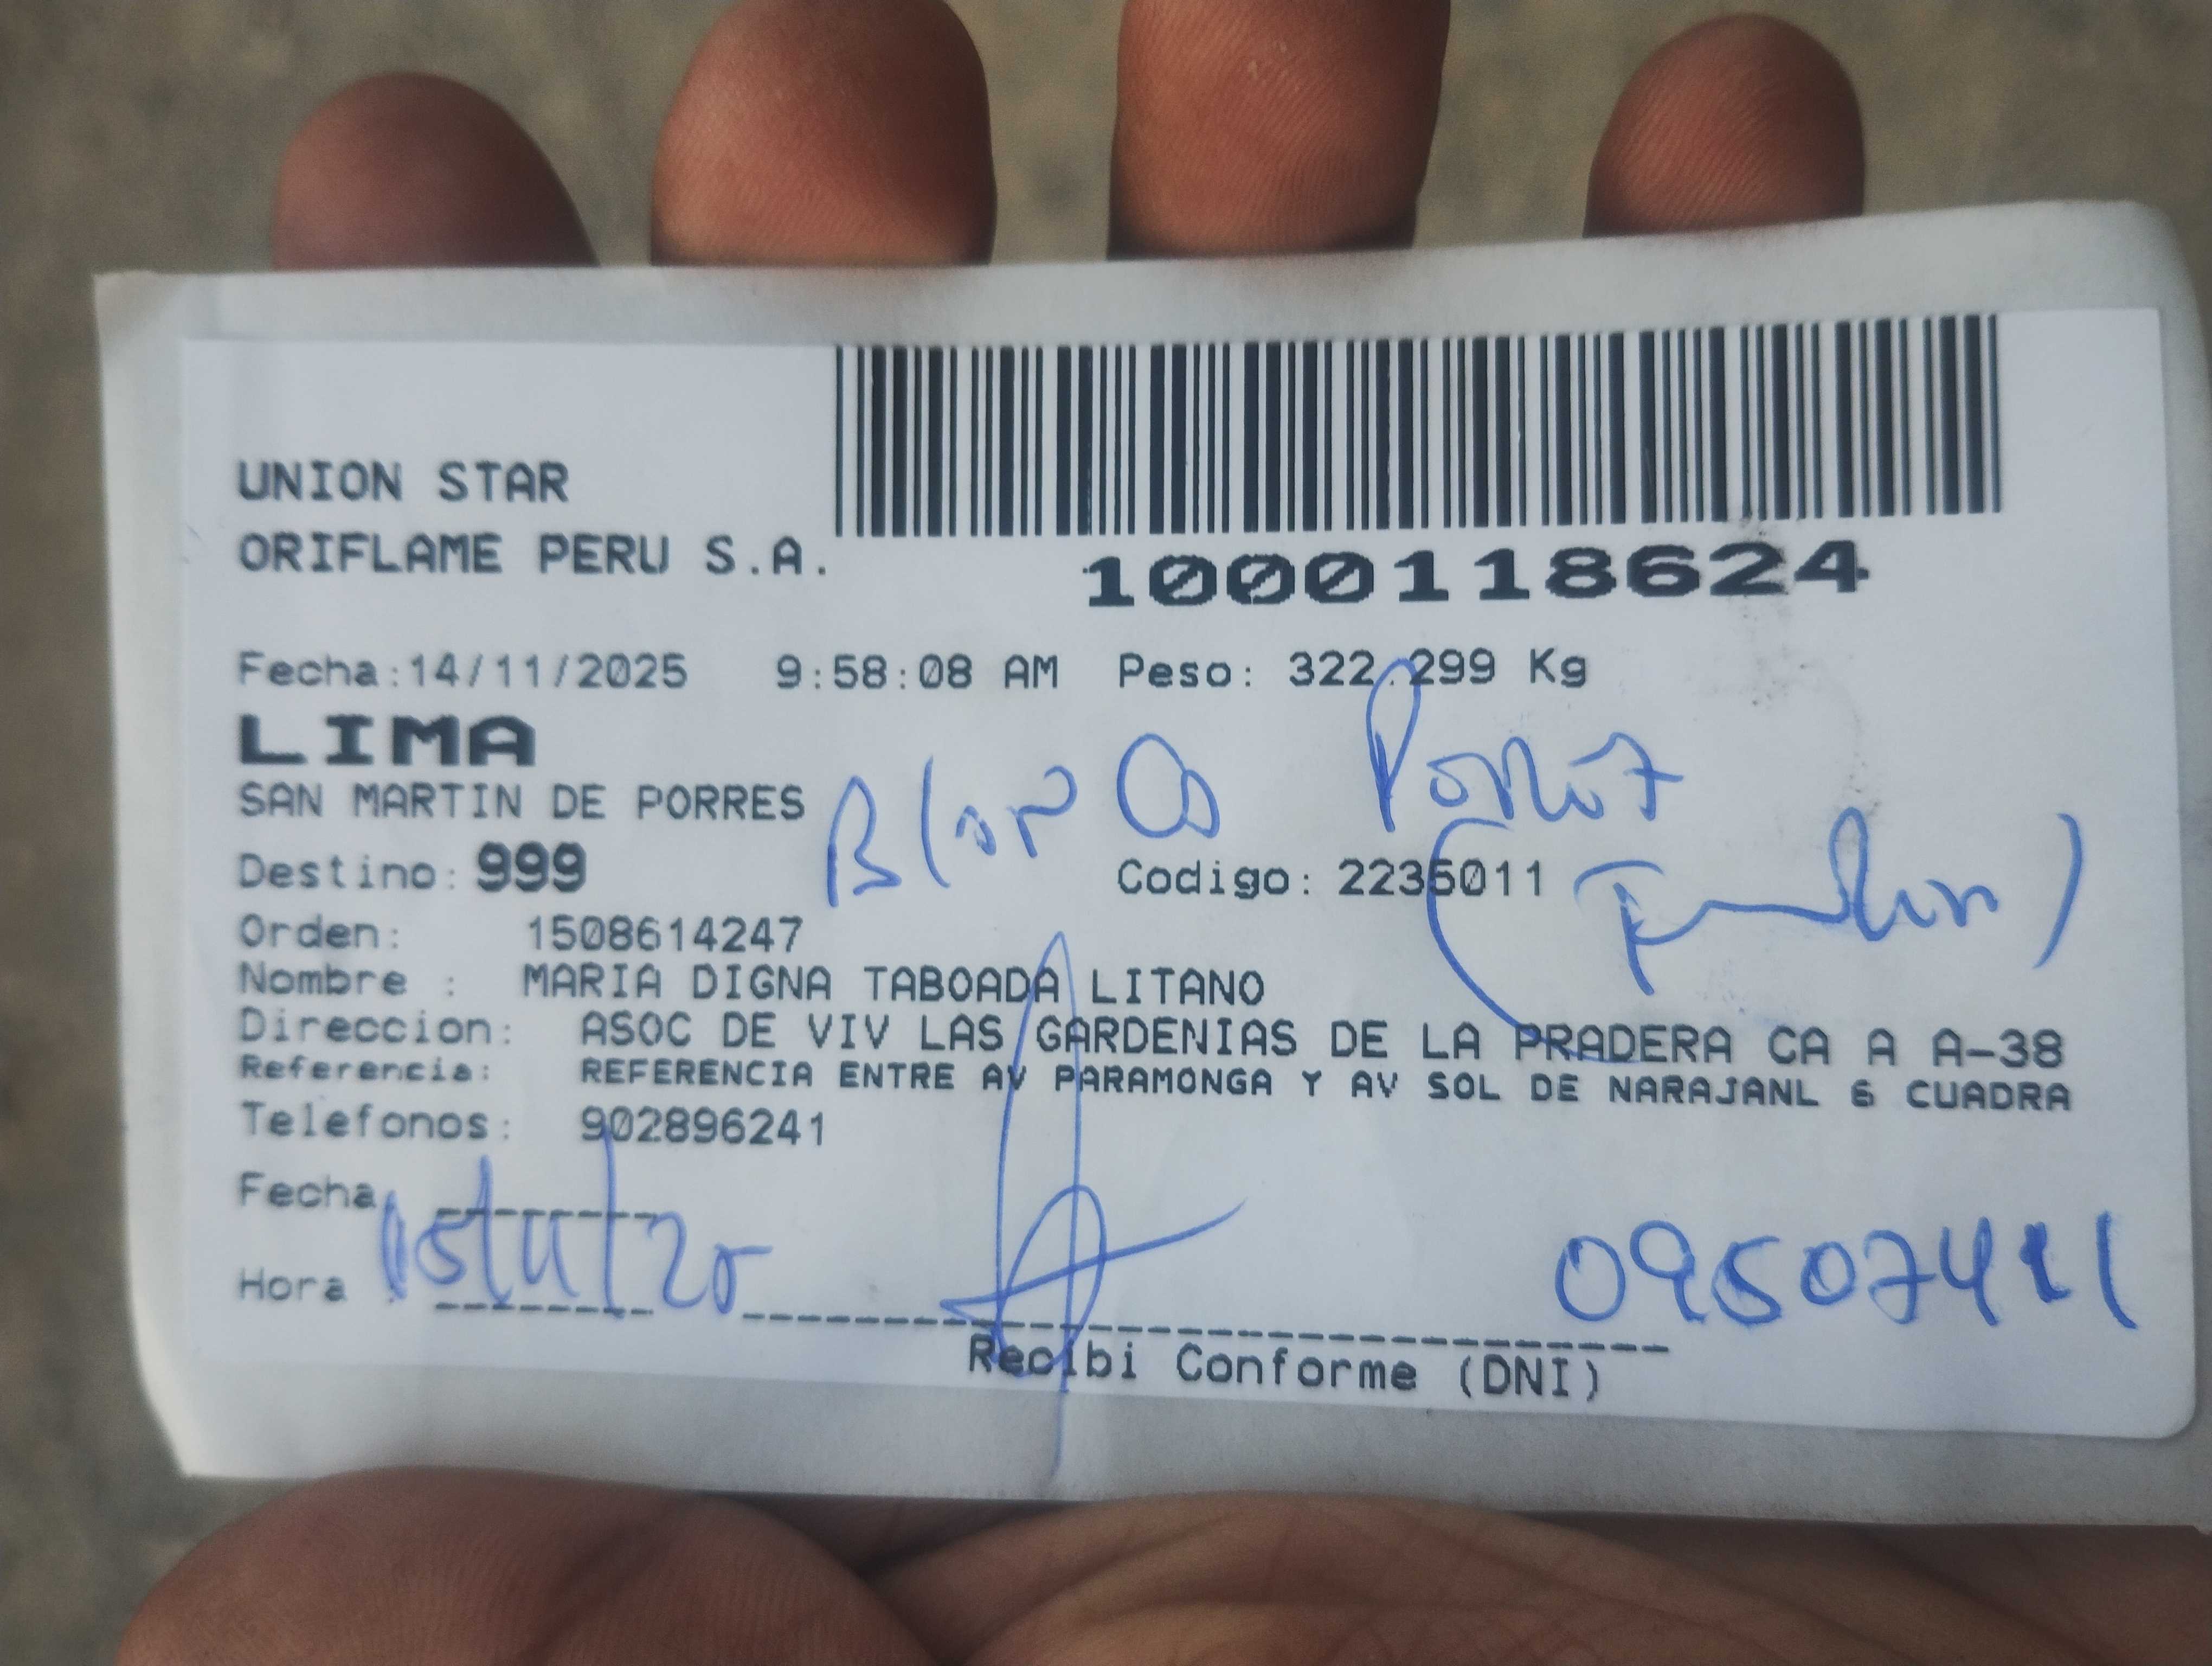 UNION STAR
ORIFLAME PERU S.A.
1000118624
Fecha:14/11/2025 9:58:08 AM Peso: 322.299 Kg
LIMA
SAN MARTIN DE PORRES
Destino: 999 Codigo: 2235011
Orden: 1508614247
Nombre : MARIA DIGNA TABOADA LITANO
Direccion: ASOC DE VIV LAS GARDENIAS DE LA PRADERA CA A A-38
Referencia: REFERENCIA ENTRE AV PARAMONGA Y AV SOL DE NARAJANL 6 CUADRA
Telefonos: 902896241
Fecha
15/11/25
Hora
09507411
Recibi Conforme (DNI)